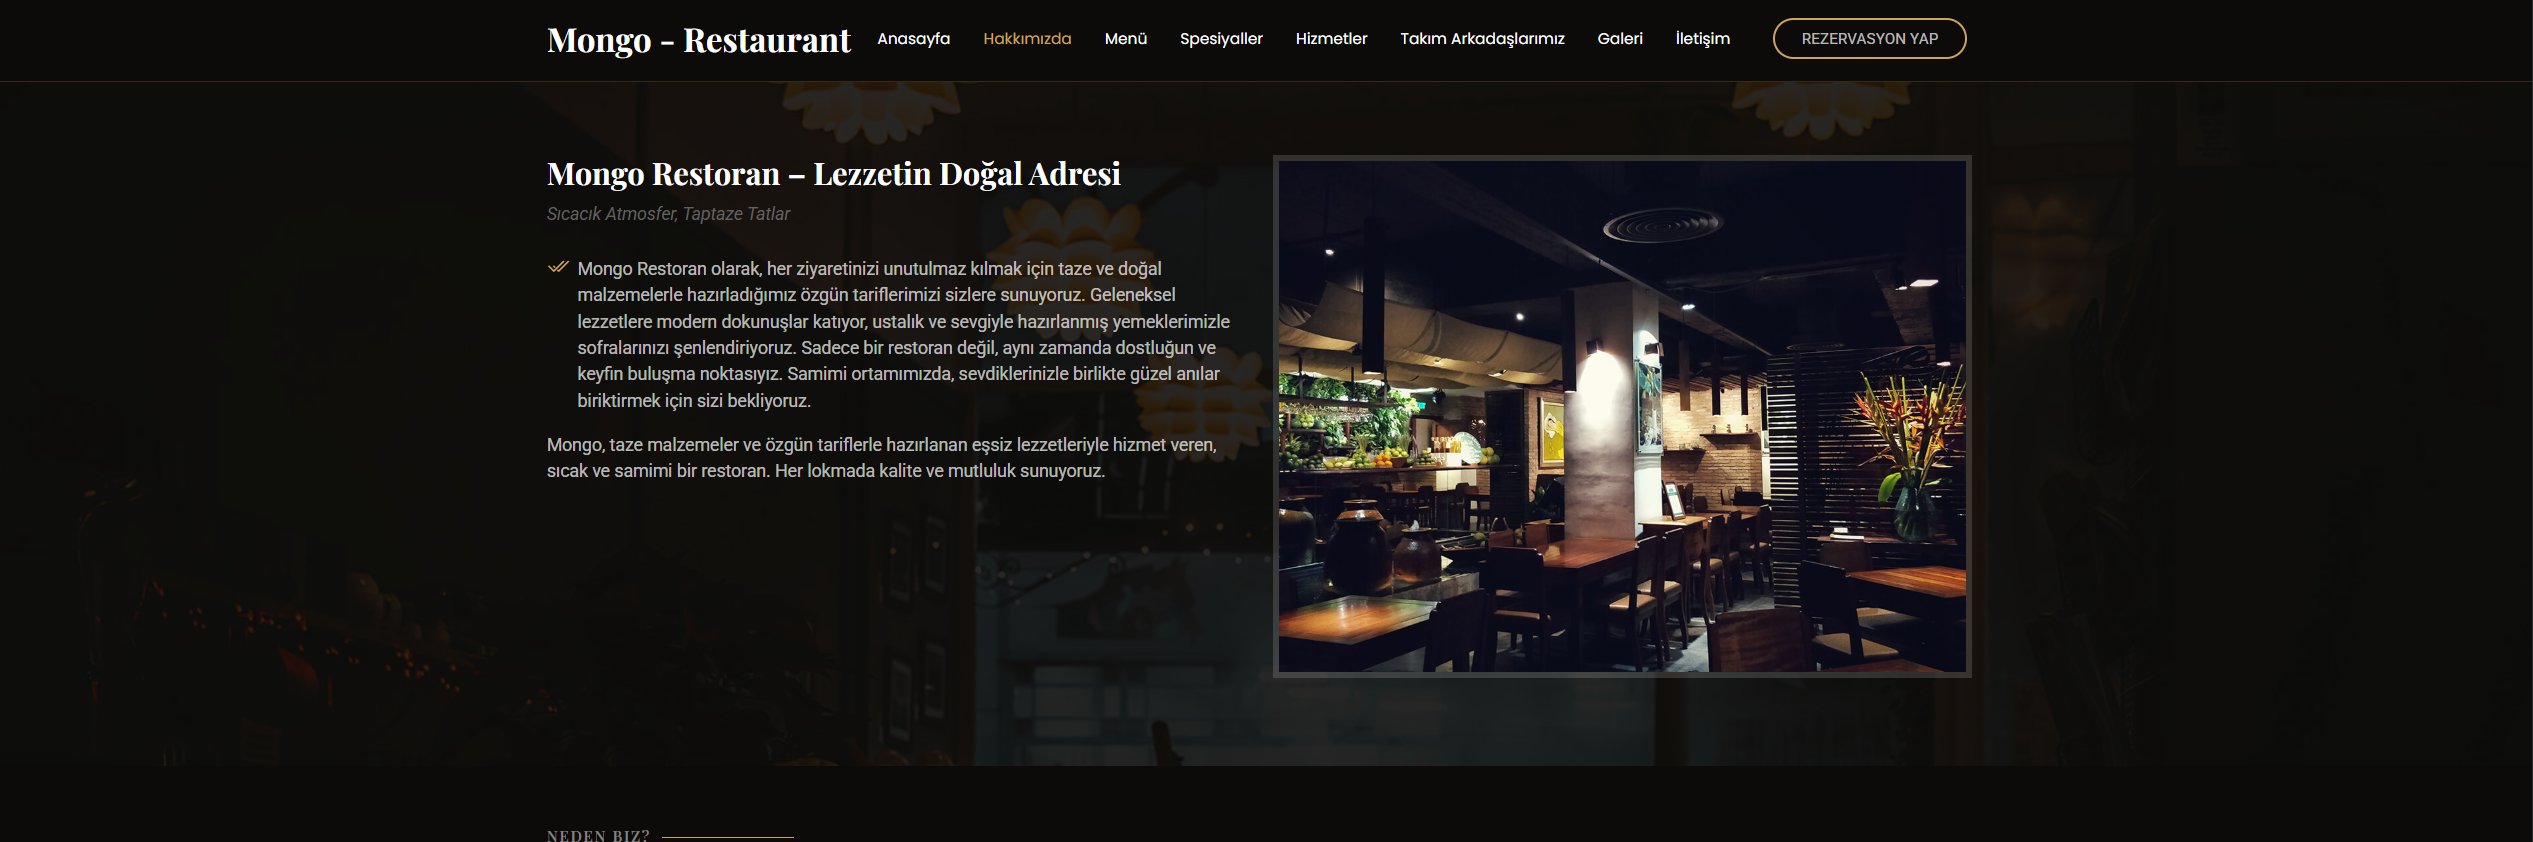 Mongo - Restaurant
Anasayfa Hakkımızda Menü Spesiyaller Hizmetler Takım Arkadaşlarımız Galeri İletişim
REZERVASYON YAP
Mongo Restoran – Lezzetin Doğal Adresi
Sıcacık Atmosfer, Taptaze Tatlar
Mongo Restoran olarak, her ziyaretinizi unutulmaz kılmak için taze ve doğal
malzemelerle hazırladığımız özgün tariflerimizi sizlere sunuyoruz. Geleneksel
lezzetlere modern dokunuşlar katıyor, ustalık ve sevgiyle hazırlanmış yemeklerimizle
sofralarınızı şenlendiriyoruz. Sadece bir restoran değil, aynı zamanda dostluğun ve
keyfin buluşma noktasıyız. Samimi ortamımızda, sevdiklerinizle birlikte güzel anılar
biriktirmek için sizi bekliyoruz.
Mongo, taze malzemeler ve özgün tariflerle hazırlanan eşsiz lezzetleriyle hizmet veren,
sıcak ve samimi bir restoran. Her lokmada kalite ve mutluluk sunuyoruz.
NEDEN BIZ?